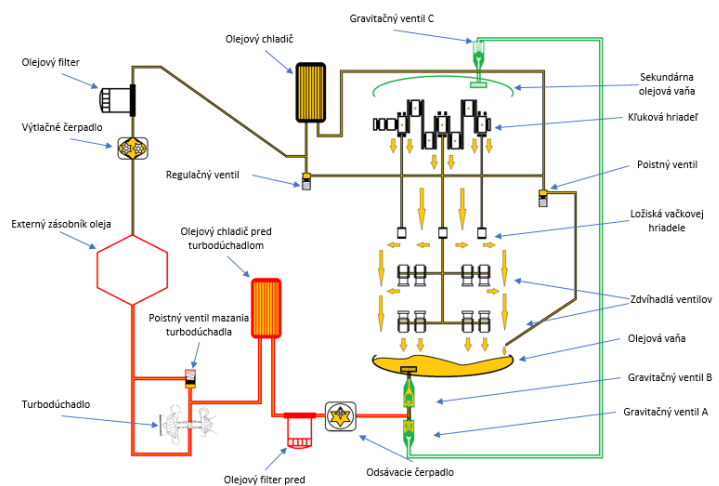 Gravitačný ventil C
Olejový chladič
Olejový filter
Sekundárna
olejová vaňa
Výtlačné čerpadlo
Kľuková hriadeľ
Regulačný ventil
Poistný ventil
Externý zásobník oleja
Olejový chladič pred
turbodúchadlom
Ložiská vačkovej
hriadele
Poistný ventil mazania
turbodúchadla
Zdvíhadlá ventilov
Olejová vaňa
Gravitačný ventil B
Turbodúchadlo
Gravitačný ventil A
Olejový filter pred
Odsávacie čerpadlo